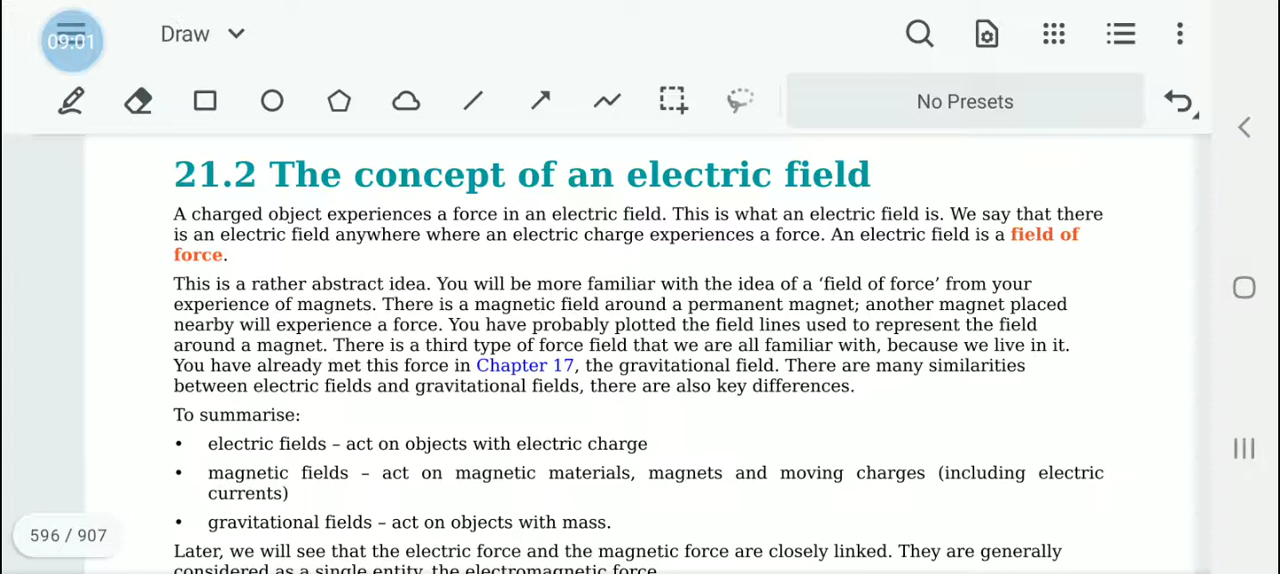 09:01
Draw
No Presets
21.2 The concept of an electric field
A charged object experiences a force in an electric field. This is what an electric field is. We say that there
is an electric field anywhere where an electric charge experiences a force. An electric field is a field of
force.
This is a rather abstract idea. You will be more familiar with the idea of a ‘field of force’ from your
experience of magnets. There is a magnetic field around a permanent magnet; another magnet placed
nearby will experience a force. You have probably plotted the field lines used to represent the field
around a magnet. There is a third type of force field that we are all familiar with, because we live in it.
You have already met this force in Chapter 17, the gravitational field. There are many similarities
between electric fields and gravitational fields, there are also key differences.
To summarise:
• electric fields – act on objects with electric charge
• magnetic fields – act on magnetic materials, magnets and moving charges (including electric
currents)
• gravitational fields – act on objects with mass.
596 / 907
Later, we will see that the electric force and the magnetic force are closely linked. They are generally
considered as a single entity, the electromagnetic force.